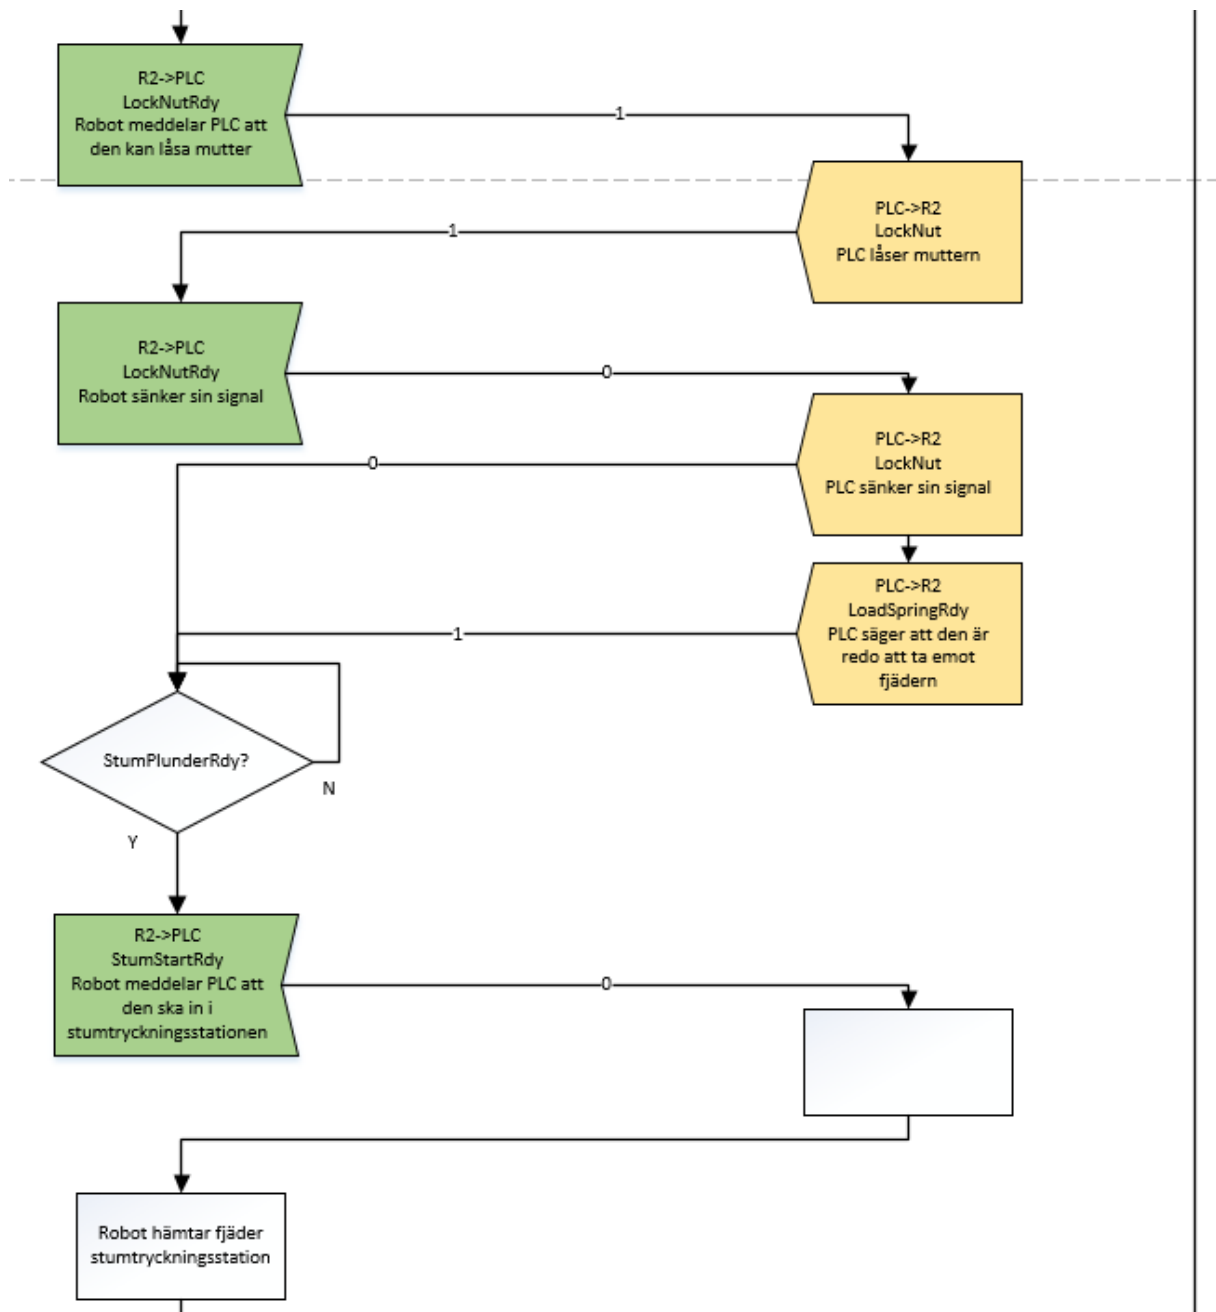 R2->PLC
LockNutRdy
Robot meddelar PLC att
den kan låsa mutter
1
PLC->R2
LockNut
PLC låser muttern
1
R2->PLC
LockNutRdy
Robot sänker sin signal
0
PLC->R2
LockNut
PLC sänker sin signal
0
PLC->R2
LoadSpringRdy
PLC säger att den är
redo att ta emot
fjädern
1
StumPlunderRdy?
N
Y
R2->PLC
StumStartRdy
Robot meddelar PLC att
den ska in i
stumtryckningsstationen
0
Robot hämtar fjäder
stumtryckningsstation